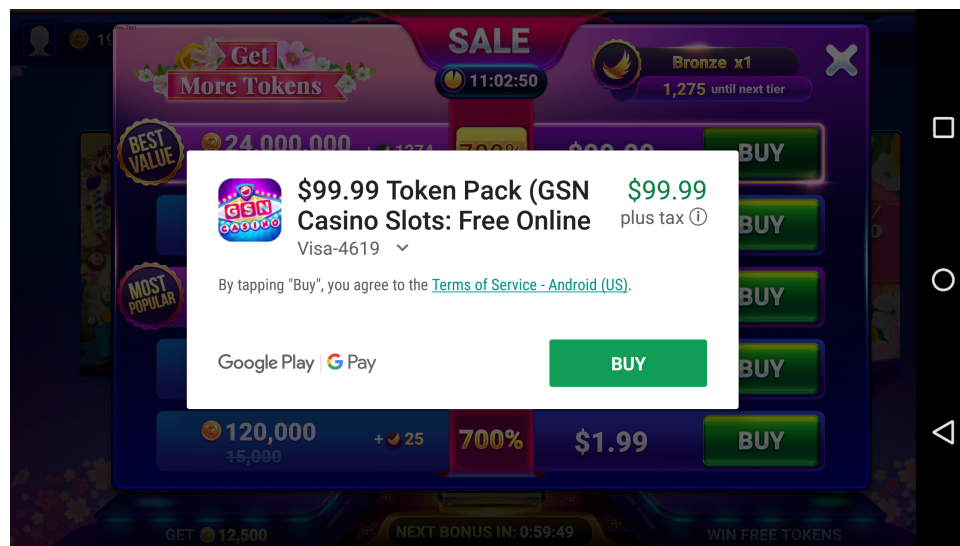 SALE
Get
More Tokens
11:02:50
Bronze x1
1,275 until next tier
BEST
VALUE
24,000,000
+ 1274
700%
BUY
$99.99 Token Pack (GSN
Casino Slots: Free Online
$99.99
plus tax
Visa-4619
By tapping "Buy", you agree to the Terms of Service - Android (US).
Google Play | G Pay
BUY
GSN
CASINO
BUY
MOST
POPULAR
BUY
BUY
120,000
15,000
+ 25
700%
$1.99
BUY
GET 12,500
NEXT BONUS IN: 0:59:49
WIN FREE TOKENS